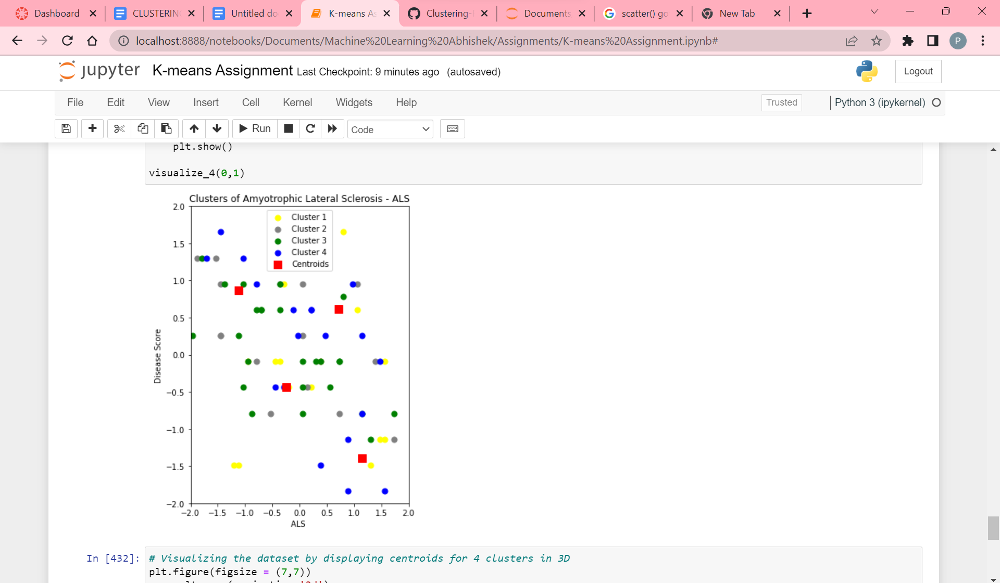 Dashboard
CLUSTERIN
Untitled do
K-means As
Clustering-
Documents
scatter() go
New Tab
localhost:8888/notebooks/Documents/Machine%20Learning%20Abhishek/Assignments/K-means%20Assignment.ipynb#
P
jupyter K-means Assignment Last Checkpoint: 9 minutes ago (autosaved)
Logout
File Edit View Insert Cell Kernel Widgets Help
Trusted
Python 3 (ipykernel)
Run
Code
plt.show()
visualize_4(0,1)
Clusters of Amyotrophic Lateral Sclerosis - ALS
Cluster 1
Cluster 2
Cluster 3
Cluster 4
Centroids
2.0
1.5
1.0
0.5
0.0
−0.5
−1.0
−1.5
−2.0
Disease Score
−2.0 −1.5 −1.0 −0.5 0.0 0.5 1.0 1.5 2.0
ALS
In [432]:
# Visualizing the dataset by displaying centroids for 4 clusters in 3D
plt.figure(figsize = (7,7))